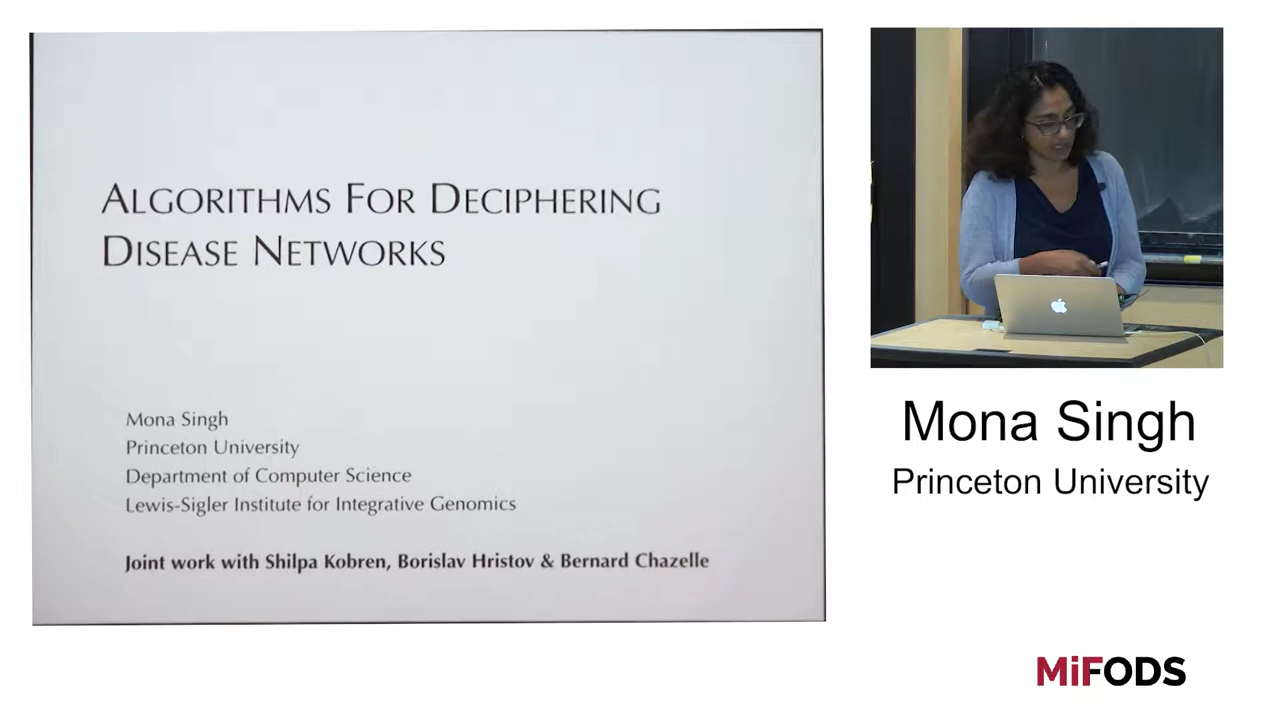 ALGORITHMS FOR DECIPHERING
DISEASE NETWORKS
Mona Singh
Princeton University
Department of Computer Science
Lewis-Sigler Institute for Integrative Genomics
Joint work with Shilpa Kobren, Borislav Hristov & Bernard Chazelle
Mona Singh
Princeton University
MiFODS